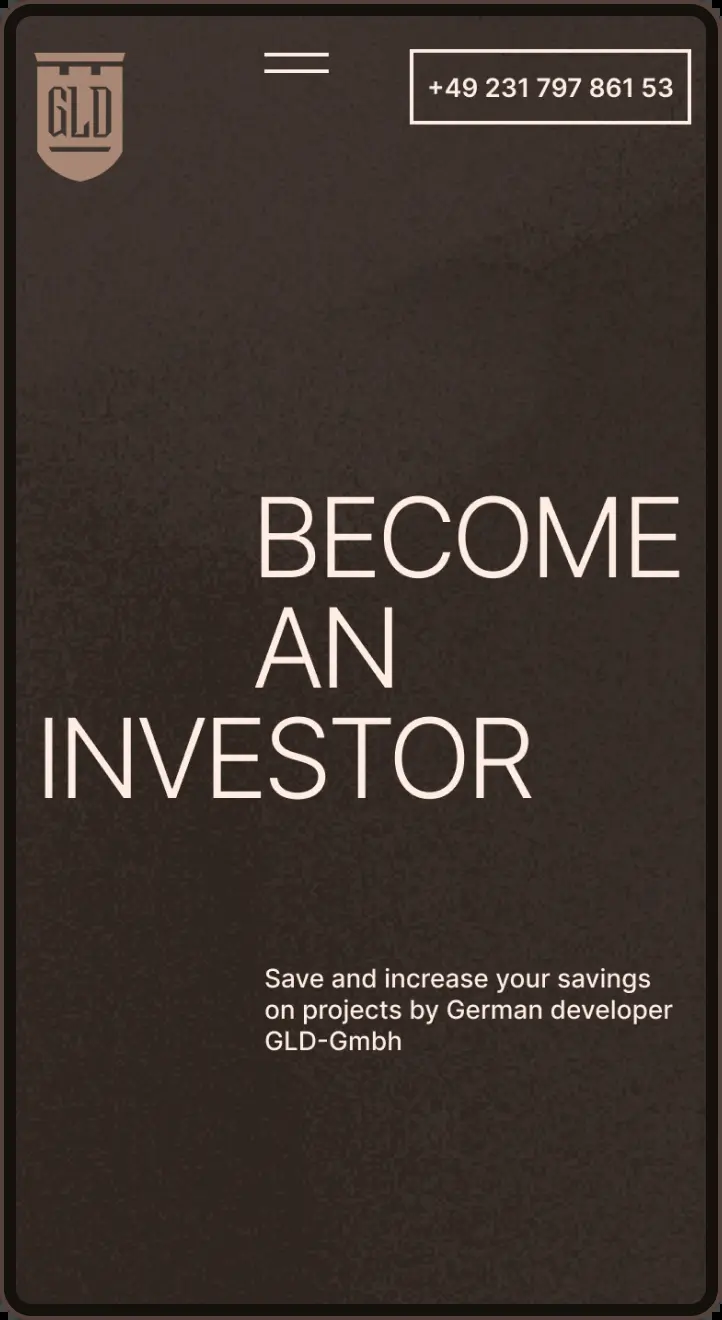 GLD
+49 231 797 861 53
BECOME
AN
INVESTOR
Save and increase your savings
on projects by German developer
GLD-Gmbh